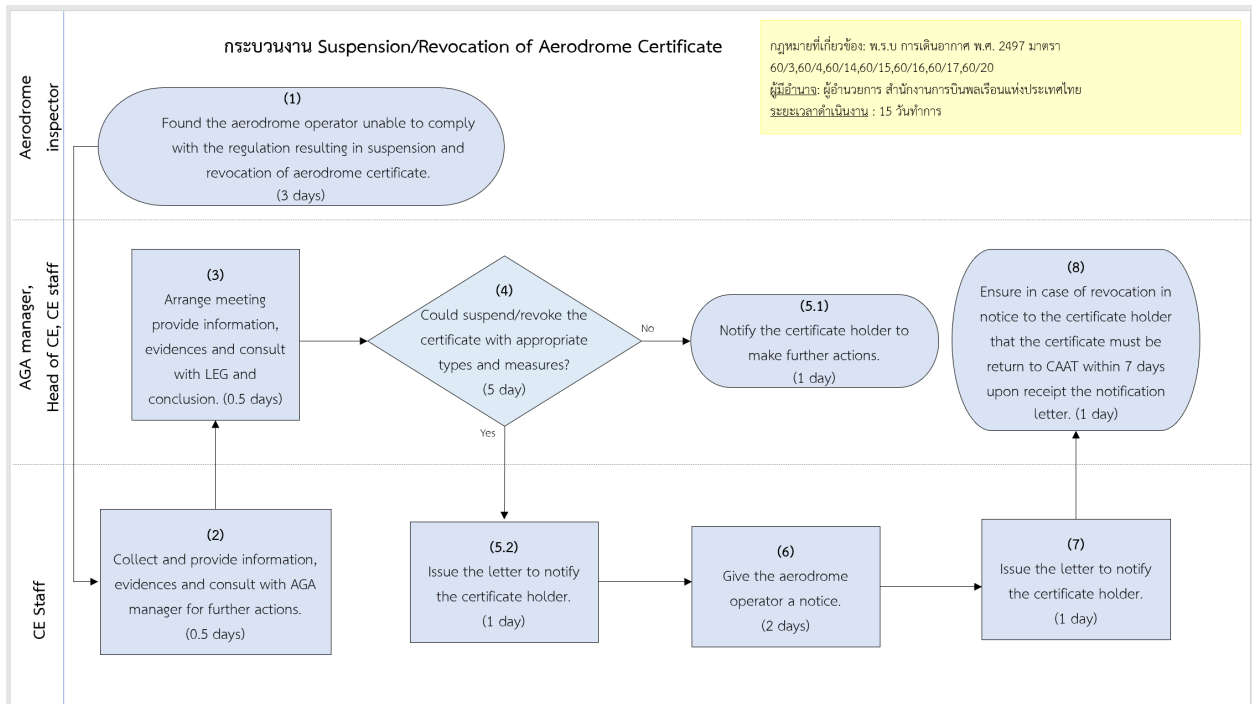 กระบวนงาน Suspension/Revocation of Aerodrome Certificate
กฎหมายที่เกี่ยวข้อง: พ.ร.บ การเดินอากาศ พ.ศ. 2497 มาตรา
60/3,60/4,60/14,60/15,60/16,60/17,60/20
ผู้มีอำนาจ: ผู้อำนวยการ สำนักงานการบินพลเรือนแห่งประเทศไทย
ระยะเวลาดำเนินงาน : 15 วันทำการ
Aerodrome
inspector
(1)
Found the aerodrome operator unable to comply
with the regulation resulting in suspension and
revocation of aerodrome certificate.
(3 days)
AGA manager,
Head of CE, CE staff
(3)
Arrange meeting
provide information,
evidences and consult
with LEG and
conclusion. (0.5 days)
(4)
Could suspend/revoke the
certificate with appropriate
types and measures?
(5 day)
No
Yes
(5.1)
Notify the certificate holder to
make further actions.
(1 day)
(8)
Ensure in case of revocation in
notice to the certificate holder
that the certificate must be
return to CAAT within 7 days
upon receipt the notification
letter. (1 day)
CE Staff
(2)
Collect and provide information,
evidences and consult with AGA
manager for further actions.
(0.5 days)
(5.2)
Issue the letter to notify
the certificate holder.
(1 day)
(6)
Give the aerodrome
operator a notice.
(2 days)
(7)
Issue the letter to notify
the certificate holder.
(1 day)